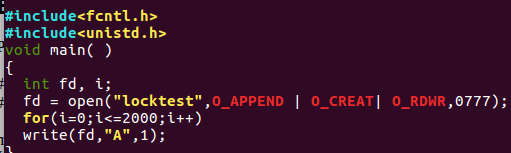 #include<fcntl.h>
#include<unistd.h>
void main( )
{
int fd, i;
fd = open("locktest",O_APPEND | O_CREAT| O_RDWR,0777);
for(i=0;i<=2000;i++)
write(fd,"A",1);
}